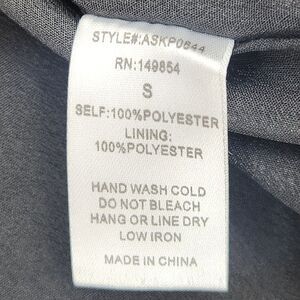 STYLE#:ASKP0644
RN:149854
S
SELF:100%POLYESTER
LINING:
100%POLYESTER
HAND WASH COLD
DO NOT BLEACH
HANG OR LINE DRY
LOW IRON
MADE IN CHINA